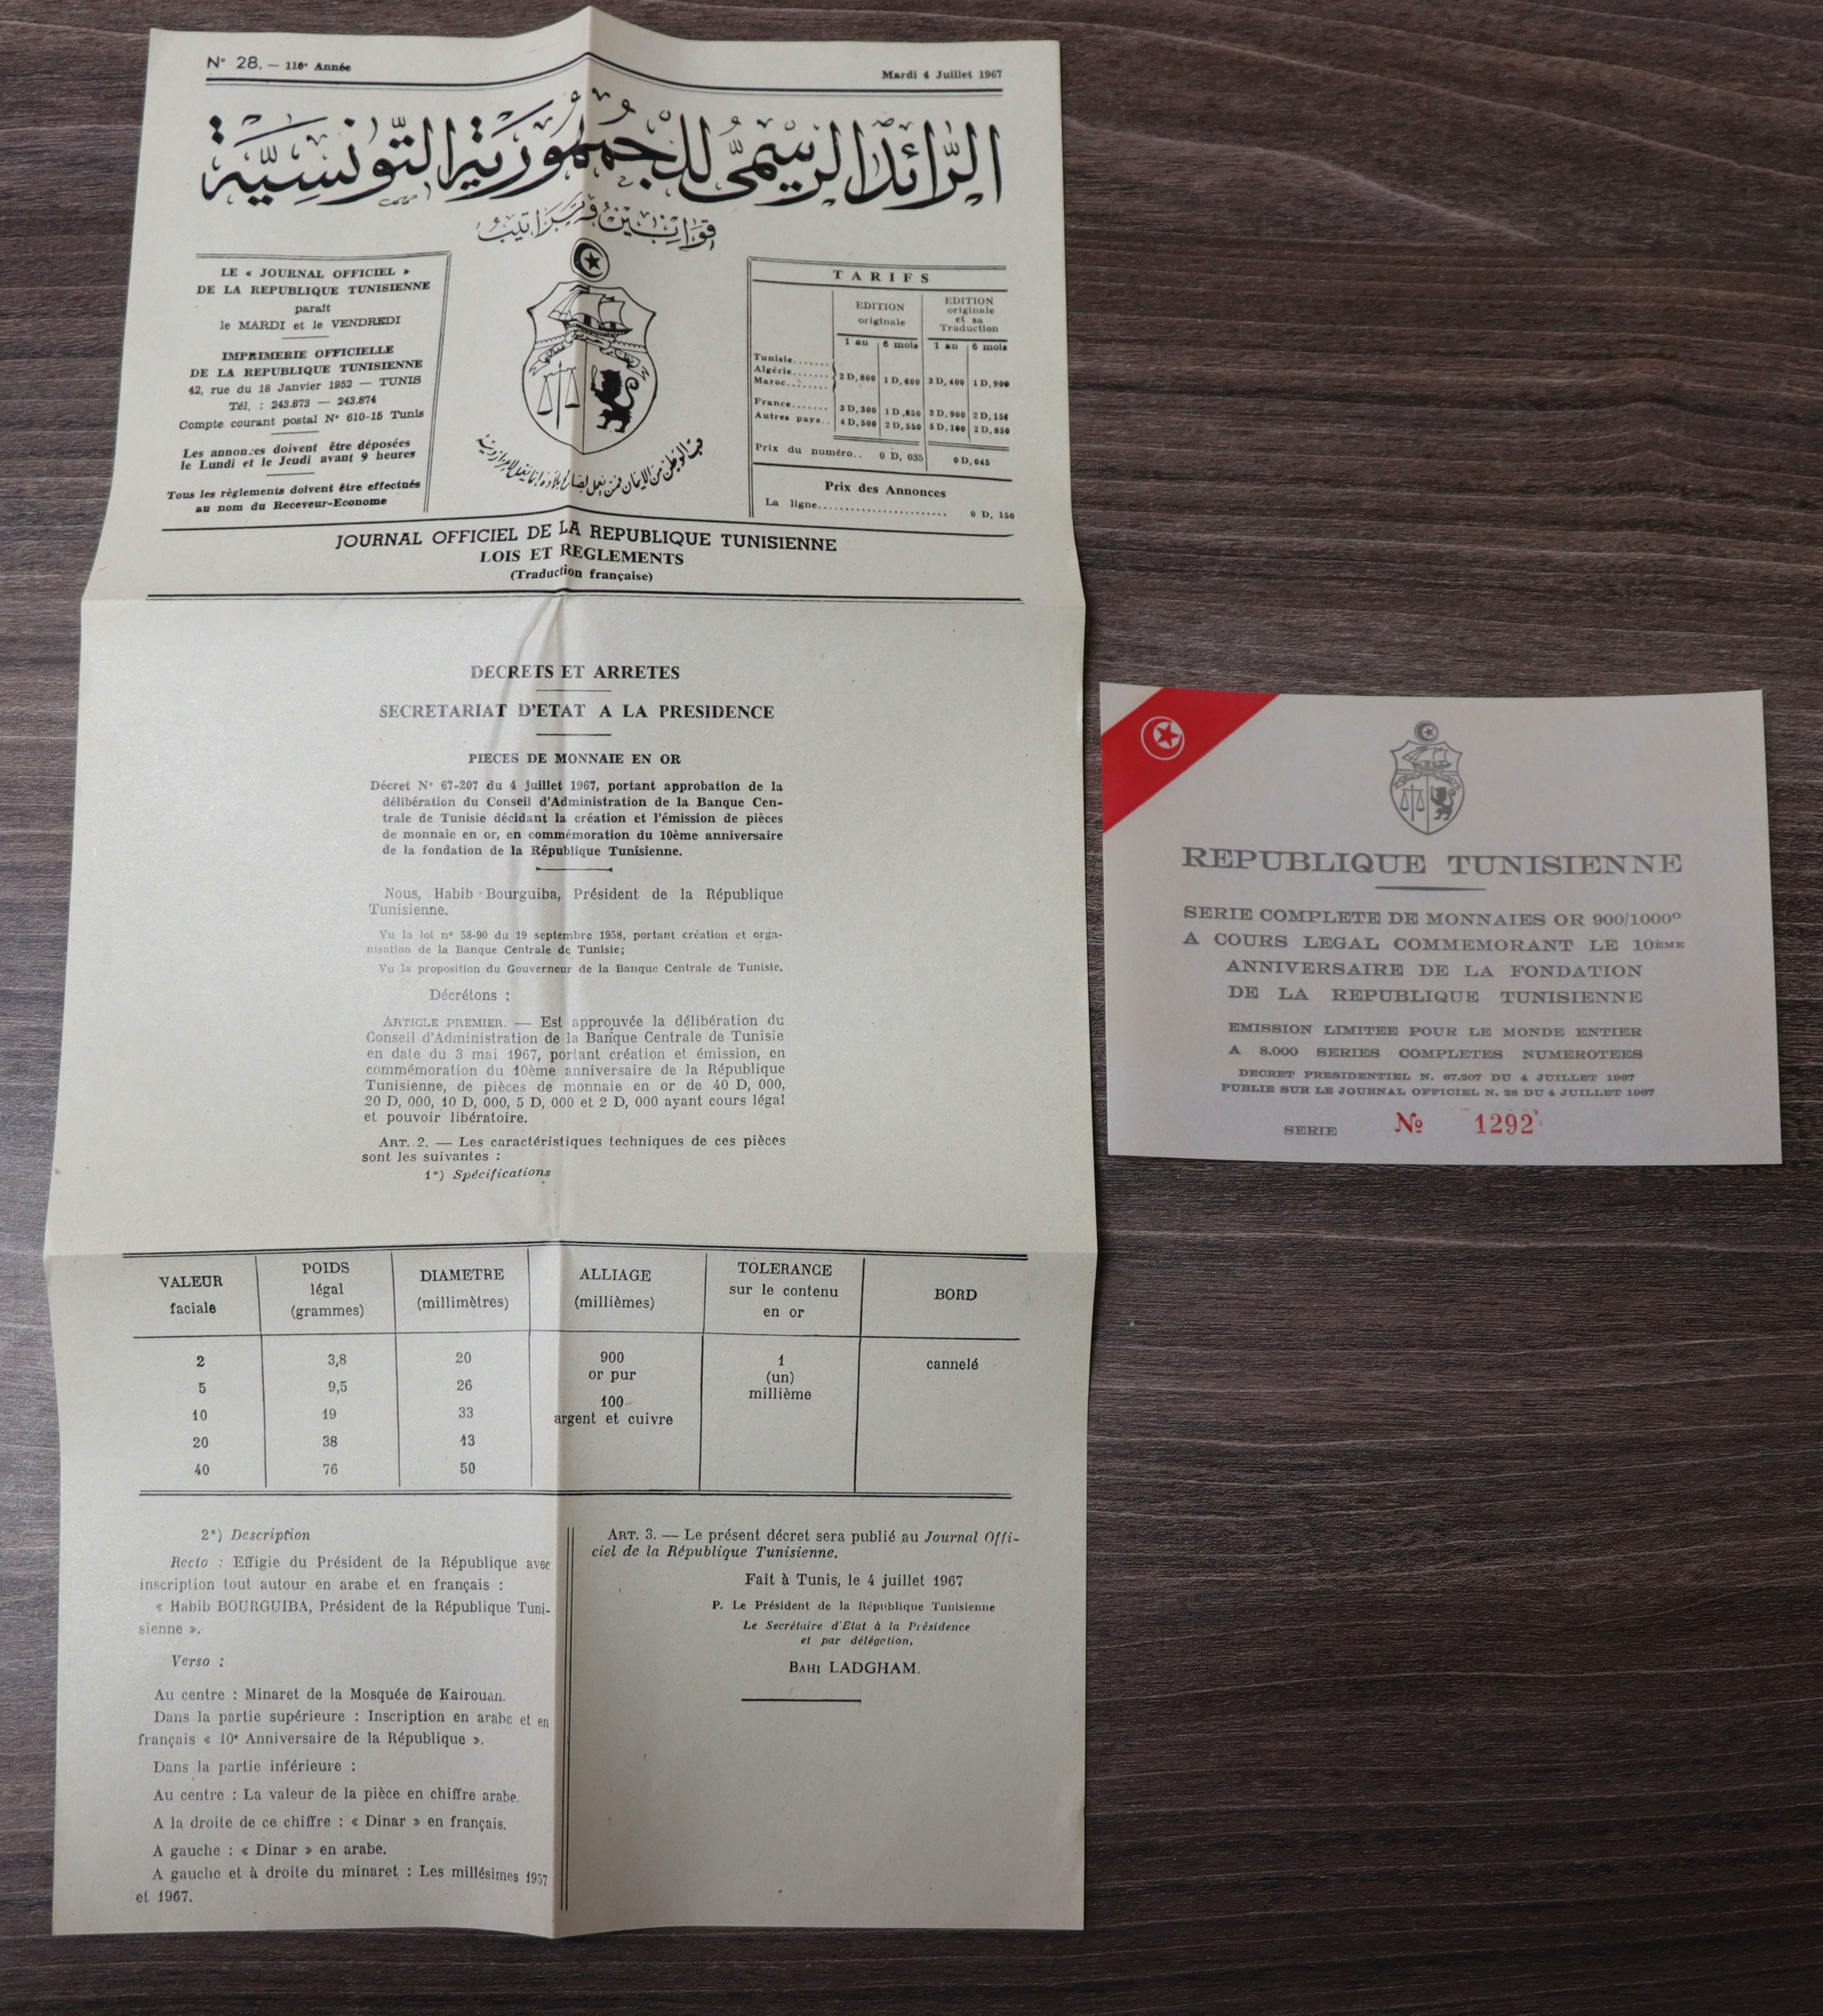 N° 28. — 110e Année
Mardi 4 Juillet 1967
الرّائد الرّسمي للجمهورية التّونسيّة
قوانين وتراتيب
LE « JOURNAL OFFICIEL »
DE LA REPUBLIQUE TUNISIENNE
paraît
le MARDI et le VENDREDI
IMPRIMERIE OFFICIELLE
DE LA REPUBLIQUE TUNISIENNE
42, rue du 18 Janvier 1952 — TUNIS
Tél. : 243.873 — 243.874
Compte courant postal N° 610-15 Tunis
Les annonces doivent être déposées
le Lundi et le Jeudi avant 9 heures
Tous les règlements doivent être effectués
au nom du Receveur-Econome
TARIFS
EDITION originale
EDITION originale et sa Traduction
1 an 6 mois 1 an 6 mois
Tunisie.......
Algérie.......
Maroc........
2 D,800 1 D,600 3 D,400 1 D,900
France....... 3 D,300 1 D,850 3 D,900 2 D,150
Autres pays.. 4 D,500 2 D,550 5 D,100 2 D,850
Prix du numéro.. 0 D, 035 0 D,045
Prix des Annonces
La ligne........................ 0 D, 150
JOURNAL OFFICIEL DE LA REPUBLIQUE TUNISIENNE
LOIS ET REGLEMENTS
(Traduction française)
DECRETS ET ARRETES
SECRETARIAT D'ETAT A LA PRESIDENCE
PIECES DE MONNAIE EN OR
Décret N° 67-207 du 4 juillet 1967, portant approbation de la
délibération du Conseil d'Administration de la Banque Cen-
trale de Tunisie décidant la création et l'émission de pièces
de monnaie en or, en commémoration du 10ème anniversaire
de la fondation de la République Tunisienne.
Nous, Habib Bourguiba, Président de la République
Tunisienne.
Vu la loi n° 58-90 du 19 septembre 1958, portant création et orga-
nisation de la Banque Centrale de Tunisie;
Vu la proposition du Gouverneur de la Banque Centrale de Tunisie,
Décrétons :
ARTICLE PREMIER. — Est approuvée la délibération du
Conseil d'Administration de la Banque Centrale de Tunisie
en date du 3 mai 1967, portant création et émission, en
commémoration du 10ème anniversaire de la République
Tunisienne, de pièces de monnaie en or de 40 D, 000,
20 D, 000, 10 D, 000, 5 D, 000 et 2 D, 000 ayant cours légal
et pouvoir libératoire.
ART. 2. — Les caractéristiques techniques de ces pièces
sont les suivantes :
1°) Spécifications
VALEUR faciale
POIDS légal (grammes)
DIAMETRE (millimètres)
ALLIAGE (millièmes)
TOLERANCE sur le contenu en or
BORD
2 3,8 20
5 9,5 26
10 19 33
20 38 43
40 76 50
900
or pur
100
argent et cuivre
1
(un)
millième
cannelé
2°) Description
Recto : Effigie du Président de la République avec
inscription tout autour en arabe et en français :
« Habib BOURGUIBA, Président de la République Tuni-
sienne ».
Verso :
Au centre : Minaret de la Mosquée de Kairouan.
Dans la partie supérieure : Inscription en arabe et en
français « 10e Anniversaire de la République ».
Dans la partie inférieure :
Au centre : La valeur de la pièce en chiffre arabe.
A la droite de ce chiffre : « Dinar » en français.
A gauche : « Dinar » en arabe.
A gauche et à droite du minaret : Les millésimes 1957
et 1967.
ART. 3. — Le présent décret sera publié au Journal Offi-
ciel de la République Tunisienne.
Fait à Tunis, le 4 juillet 1967
P. Le Président de la République Tunisienne
Le Secrétaire d'Etat à la Présidence
et par délégation,
BAHI LADGHAM.
REPUBLIQUE TUNISIENNE
SERIE COMPLETE DE MONNAIES OR 900/1000°
A COURS LEGAL COMMEMORANT LE 10ÈME
ANNIVERSAIRE DE LA FONDATION
DE LA REPUBLIQUE TUNISIENNE
EMISSION LIMITEE POUR LE MONDE ENTIER
A 8.000 SERIES COMPLETES NUMEROTEES
DECRET PRESIDENTIEL N. 67.207 DU 4 JUILLET 1967
PUBLIE SUR LE JOURNAL OFFICIEL N. 28 DU 4 JUILLET 1967
SERIE № 1292